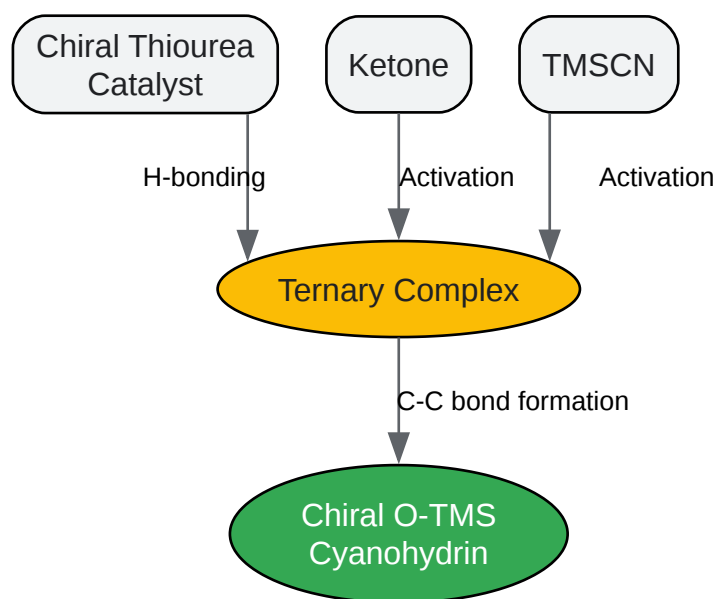 Chiral Thiourea
Catalyst
Ketone
TMSCN
H-bonding
Activation
Activation
Ternary Complex
C-C bond formation
Chiral O-TMS
Cyanohydrin